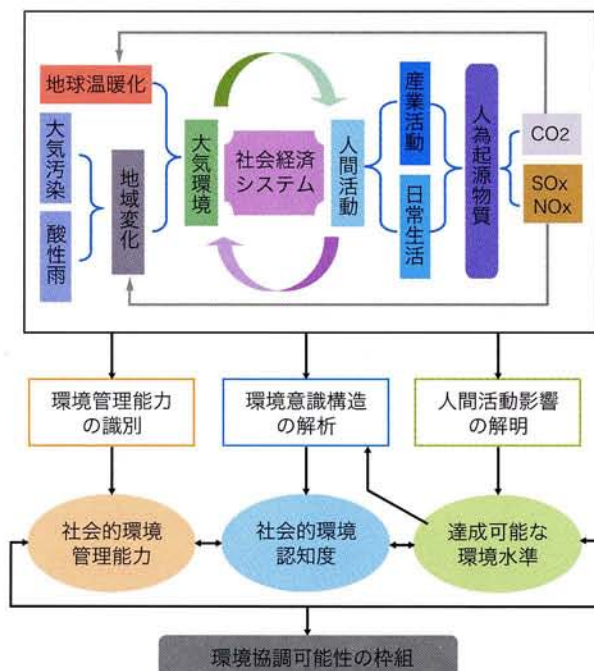 地球温暖化
大気汚染
酸性雨
地域変化
大気環境
社会経済
システム
人間活動
産業活動
日常生活
人為起源物質
CO2
SOx
NOx
環境管理能力
の識別
環境意識構造
の解析
人間活動影響
の解明
社会的環境
管理能力
社会的環境
認知度
達成可能な
環境水準
環境協調可能性の枠組